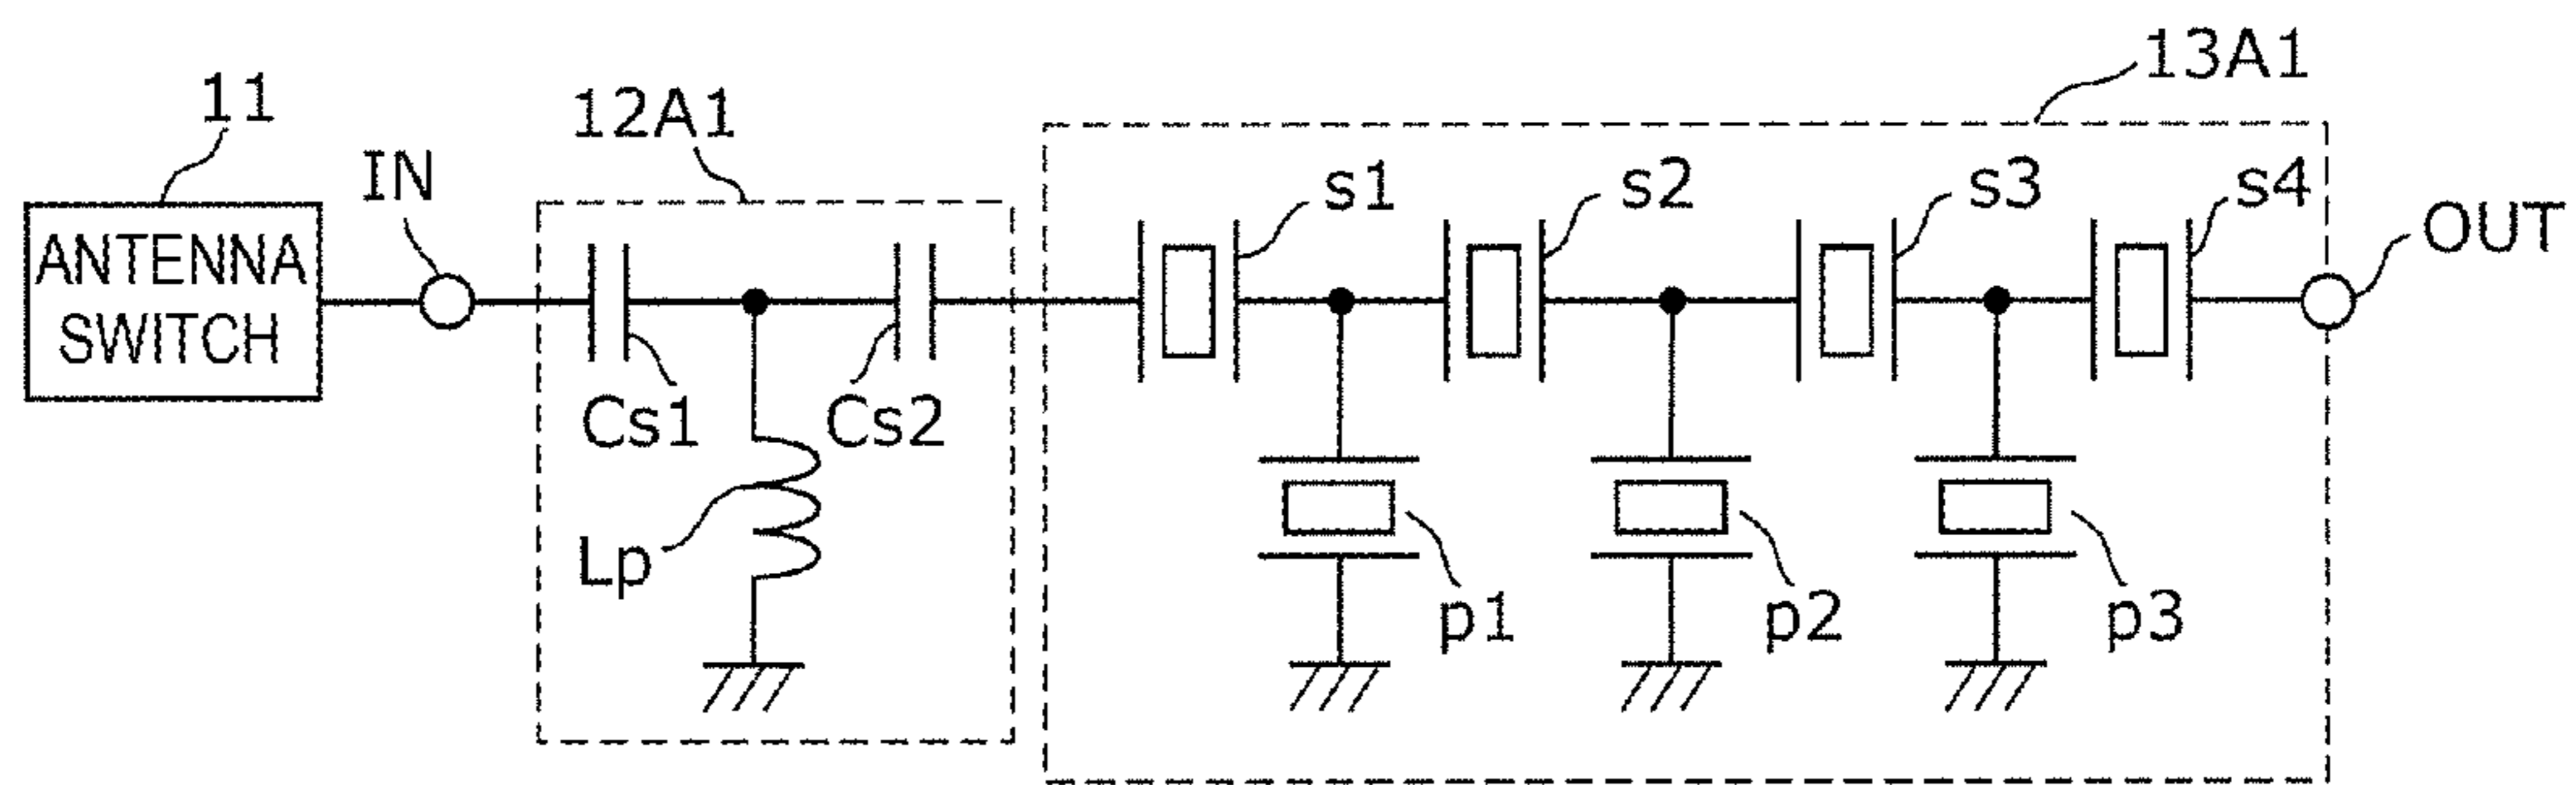 13A1
11
12A1
IN
s1
s2
s3
s4
OUT
ANTENNA
SWITCH
Cs1
Cs2
Lp
p1
p2
p3